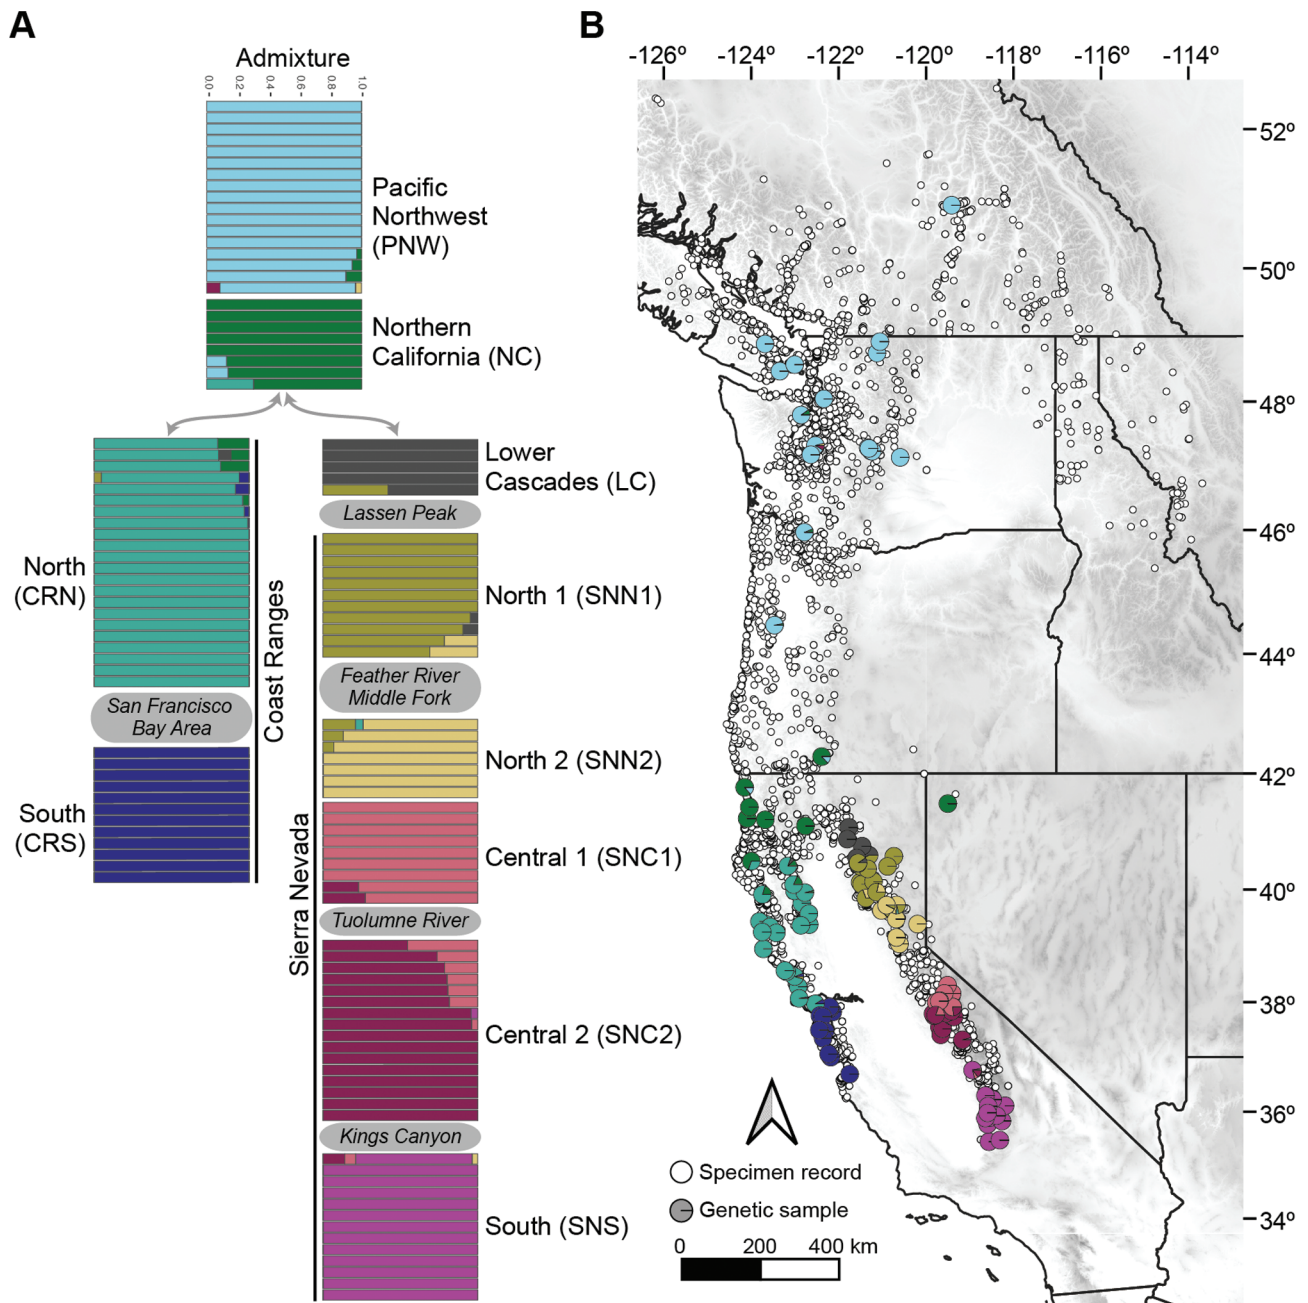 A
Admixture
0.0
0.2
0.4
0.6
0.8
1.0
Pacific
Northwest
(PNW)
Northern
California (NC)
North
(CRN)
San Francisco
Bay Area
South
(CRS)
Coast Ranges
Lower
Cascades (LC)
Lassen Peak
North 1 (SNN1)
Feather River
Middle Fork
North 2 (SNN2)
Central 1 (SNC1)
Tuolumne River
Central 2 (SNC2)
Kings Canyon
South (SNS)
Sierra Nevada
B
-126º
-124º
-122º
-120º
-118º
-116º
-114º
52º
50º
48º
46º
44º
42º
40º
38º
36º
34º
Specimen record
Genetic sample
0 200 400 km